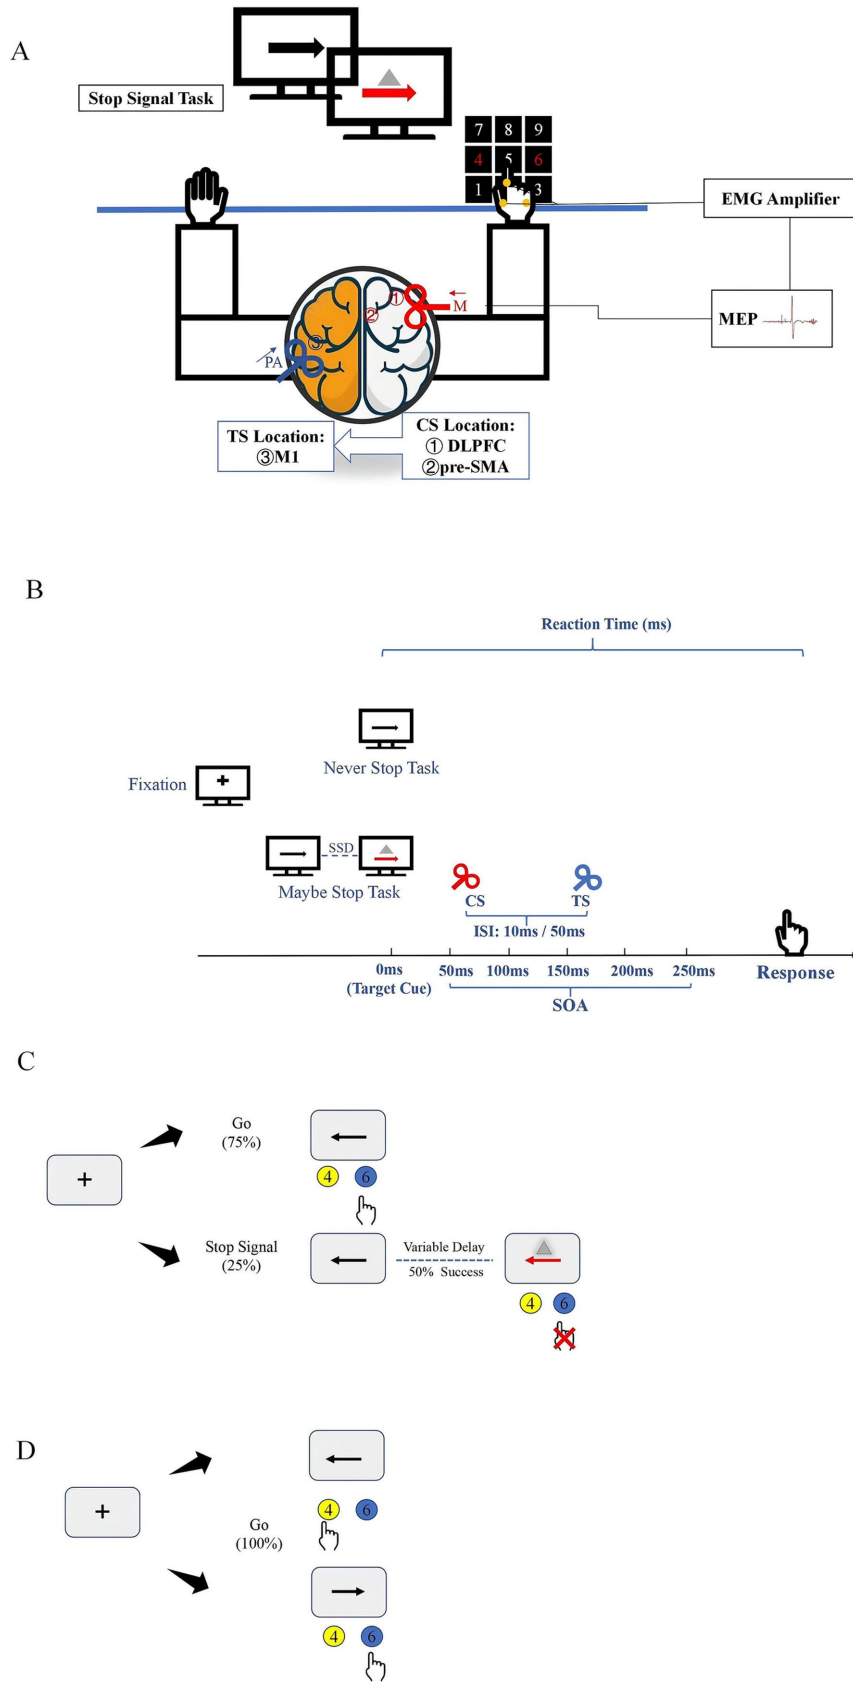 A
Stop Signal Task
7 8 9
4 5 6
1 3
EMG Amplifier
MEP
① M
②
③
PA
TS Location:
③M1
CS Location:
① DLPFC
②pre-SMA
B
Reaction Time (ms)
Never Stop Task
Fixation
SSD
Maybe Stop Task
CS TS
ISI: 10ms / 50ms
0ms 50ms 100ms 150ms 200ms 250ms
(Target Cue)
SOA
Response
C
Go
(75%)
4 6
Stop Signal
(25%)
Variable Delay
50% Success
4 6
D
4 6
Go
(100%)
4 6